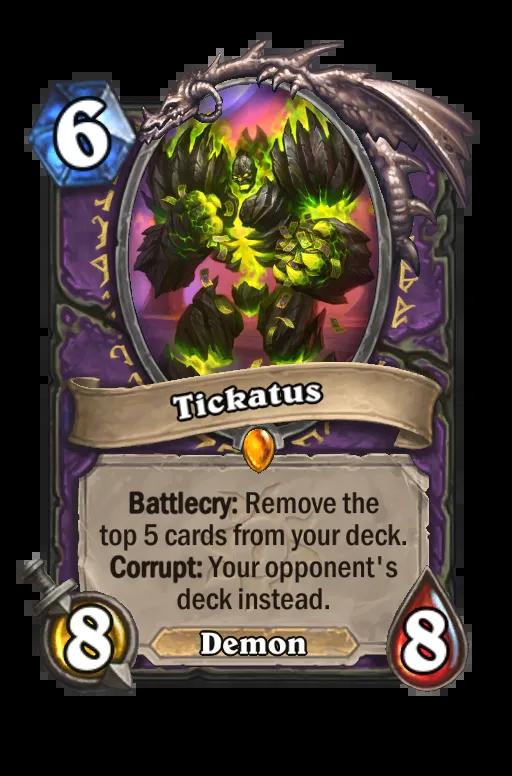 6
Tickatus
Battlecry: Remove the
top 5 cards from your deck.
Corrupt: Your opponent's
deck instead.
8
Demon
8